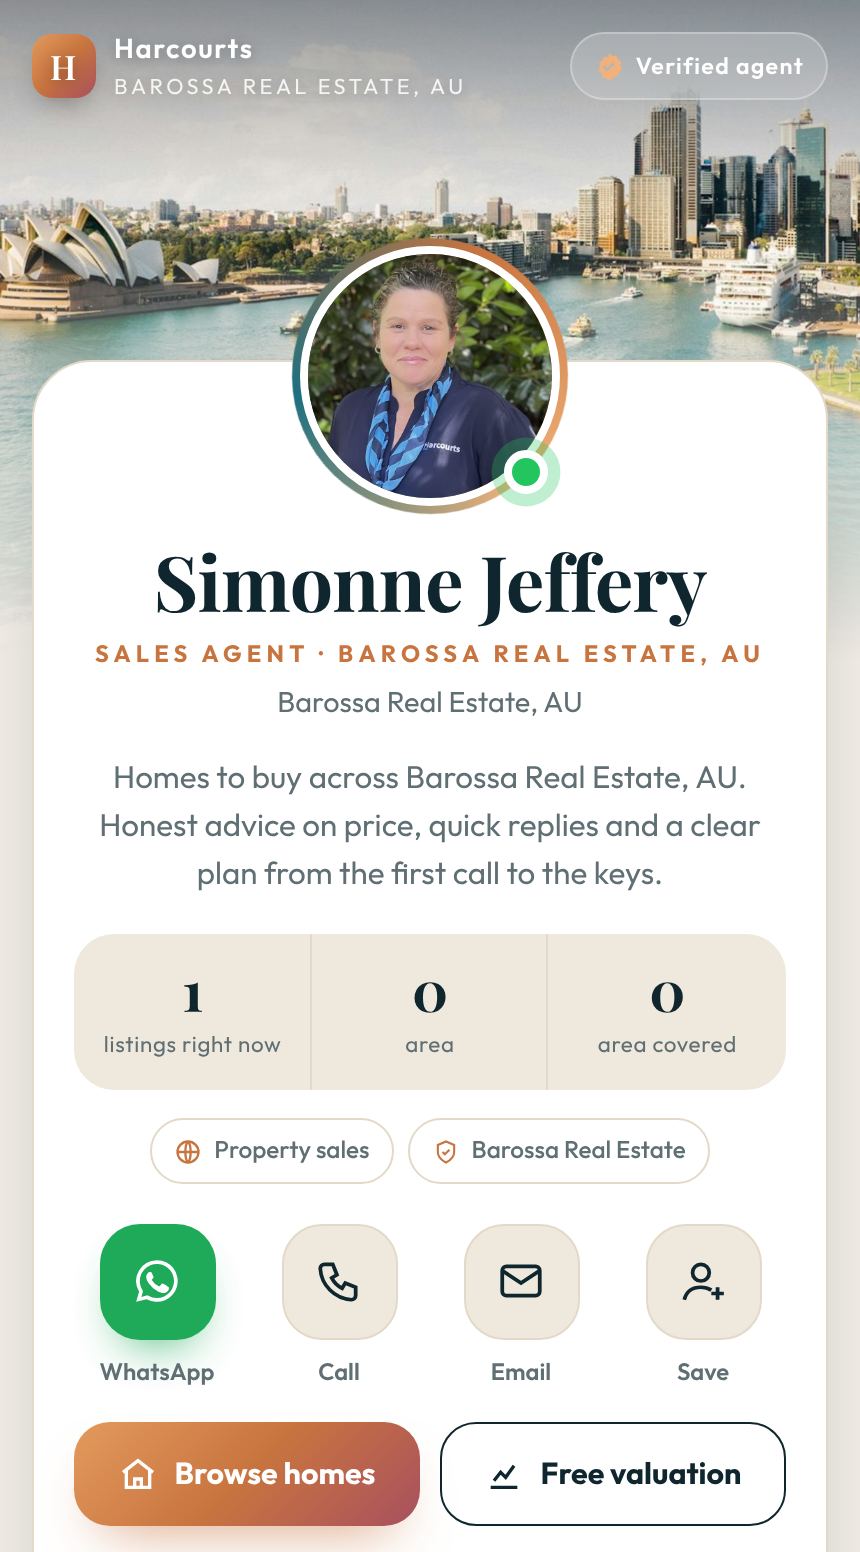 H
Harcourts
BAROSSA REAL ESTATE, AU
Verified agent
Harcourts
Simonne Jeffery
SALES AGENT · BAROSSA REAL ESTATE, AU
Barossa Real Estate, AU
Homes to buy across Barossa Real Estate, AU.
Honest advice on price, quick replies and a clear
plan from the first call to the keys.
1
listings right now
0
area
0
area covered
Property sales
Barossa Real Estate
WhatsApp
Call
Email
Save
Browse homes
Free valuation